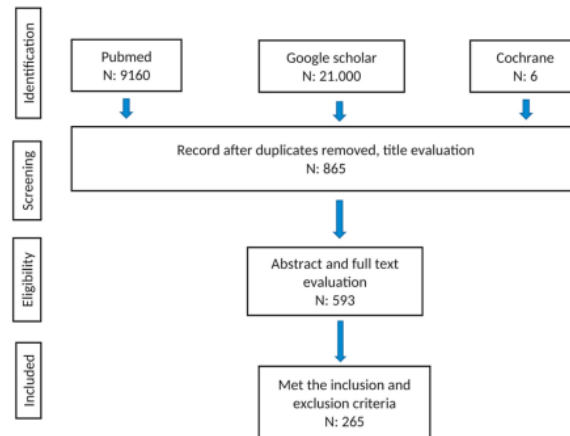 Identification
Pubmed
N: 9160
Google scholar
N: 21.000
Cochrane
N: 6
Screening
Record after duplicates removed, title evaluation
N: 865
Eligibility
Abstract and full text
evaluation
N: 593
Included
Met the inclusion and
exclusion criteria
N: 265